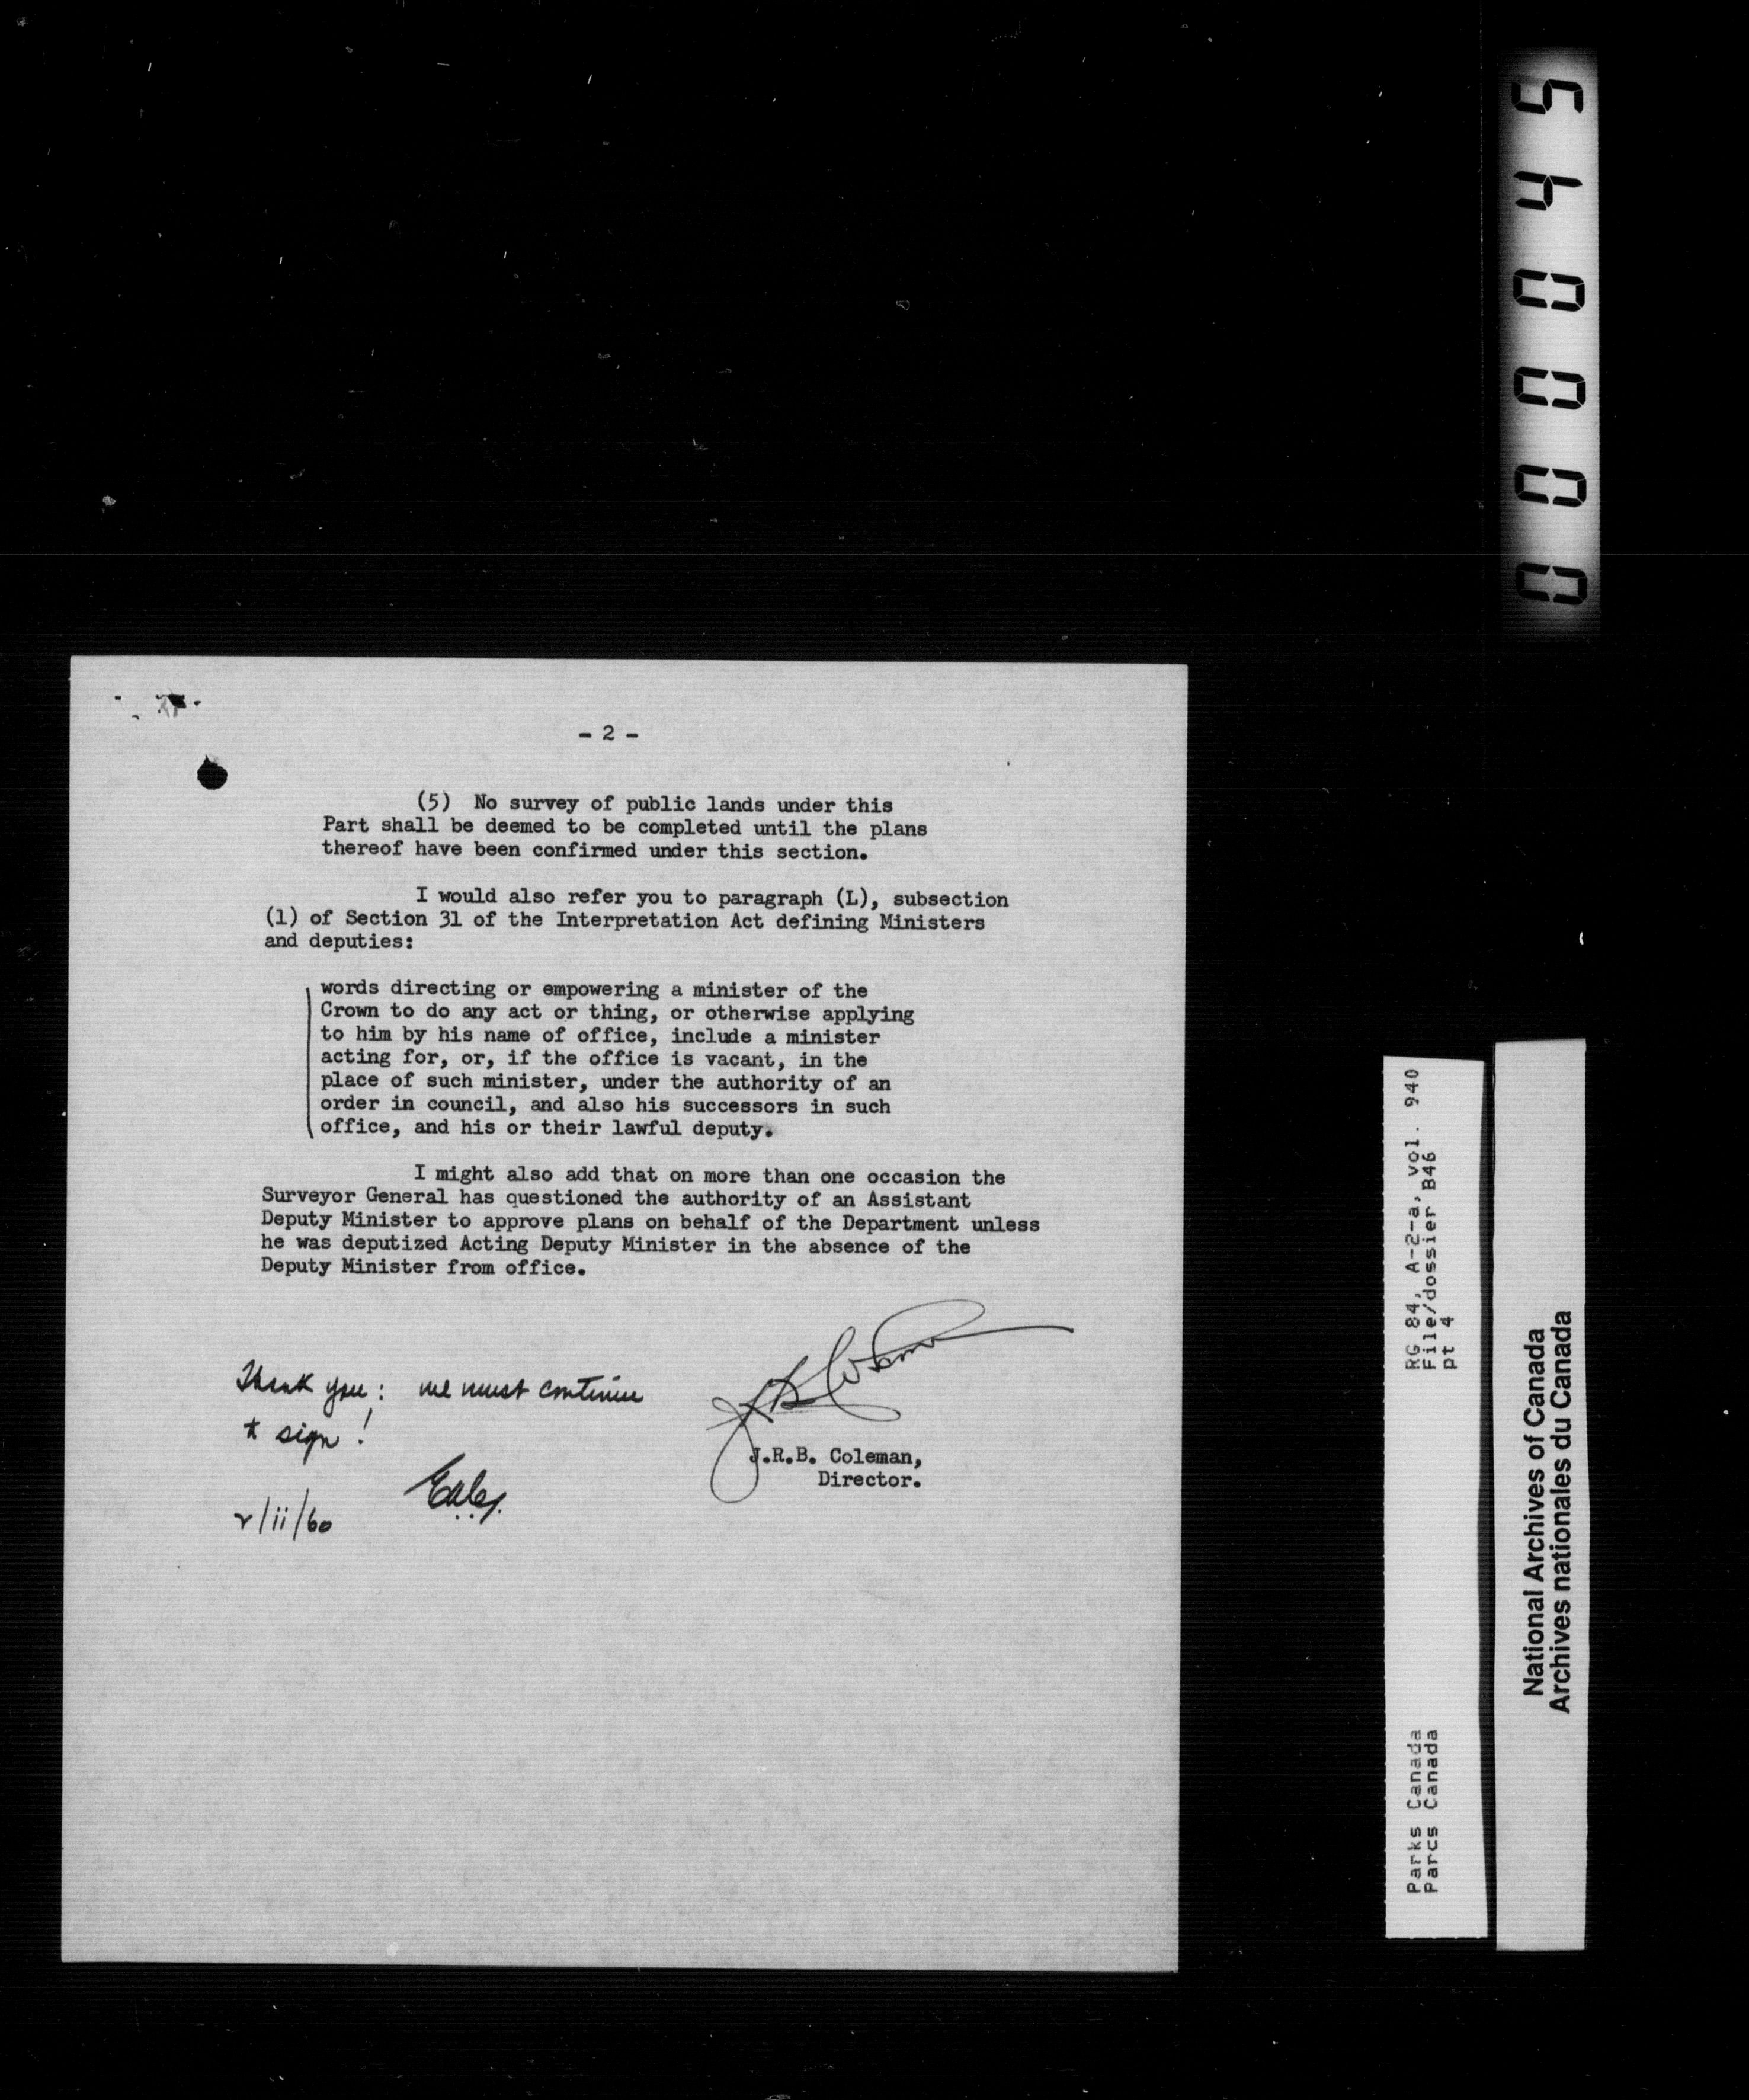 - 2 -
(5) No survey of public lands under this
Part shall be deemed to be completed until the plans
thereof have been confirmed under this section.
I would also refer you to paragraph (L), subsection
(1) of Section 31 of the Interpretation Act defining Ministers
and deputies:
words directing or empowering a minister of the
Crown to do any act or thing, or otherwise applying
to him by his name of office, include a minister
acting for, or, if the office is vacant, in the
place of such minister, under the authority of an
order in council, and also his successors in such
office, and his or their lawful deputy.
I might also add that on more than one occasion the
Surveyor General has questioned the authority of an Assistant
Deputy Minister to approve plans on behalf of the Department unless
he was deputized Acting Deputy Minister in the absence of the
Deputy Minister from office.
Thank you: we must continue
to sign!
J.R.B. Coleman,
Director.
2/ii/60
000045
RG 84, A-2-a, vol. 940
File/dossier B46
pt 4
Parks Canada
Parcs Canada
National Archives of Canada
Archives nationales du Canada